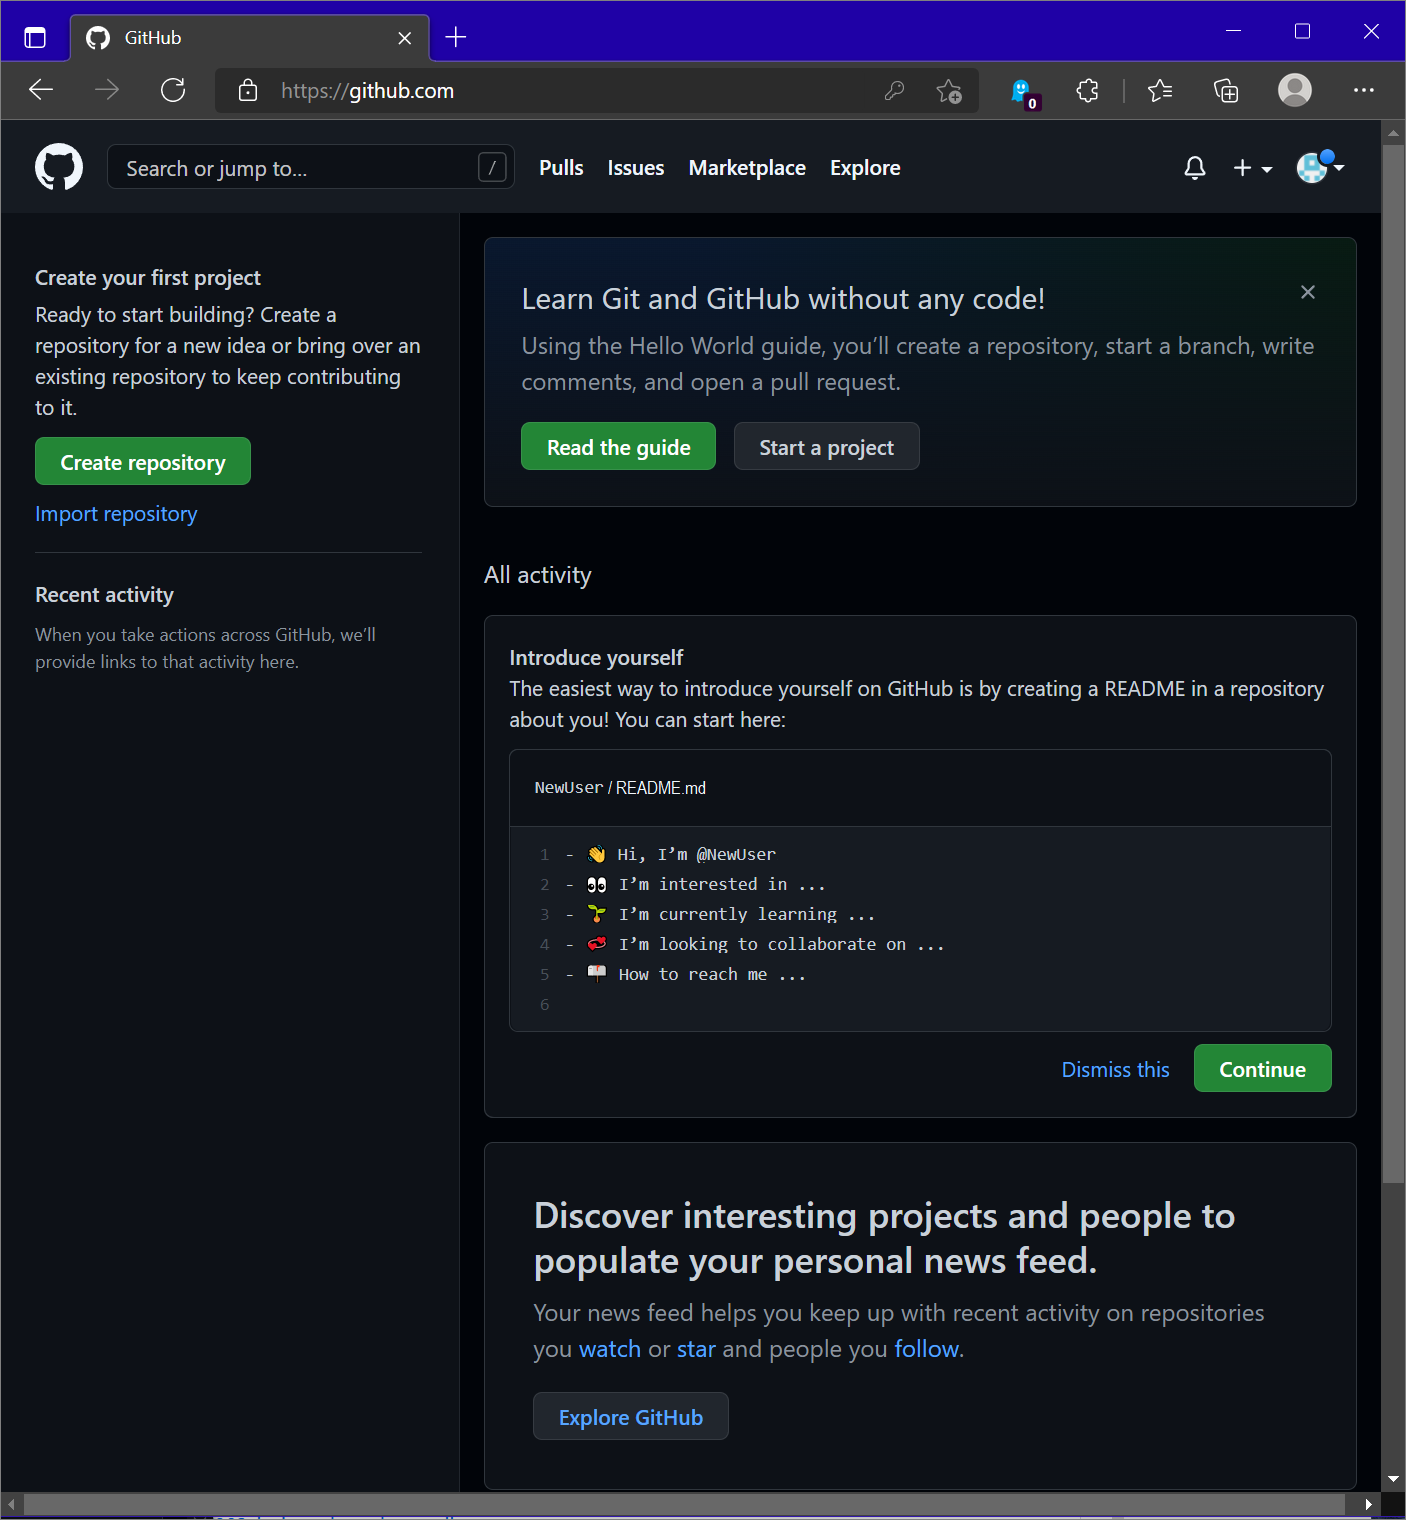 GitHub
https://github.com
0
Search or jump to...
/
Pulls
Issues
Marketplace
Explore
Create your first project
Ready to start building? Create a
repository for a new idea or bring over an
existing repository to keep contributing
to it.
Create repository
Import repository
Recent activity
When you take actions across GitHub, we’ll
provide links to that activity here.
Learn Git and GitHub without any code!
Using the Hello World guide, you’ll create a repository, start a branch, write
comments, and open a pull request.
Read the guide
Start a project
All activity
Introduce yourself
The easiest way to introduce yourself on GitHub is by creating a README in a repository
about you! You can start here:
NewUser / README.md
1 - 👋 Hi, I’m @NewUser
2 - 👀 I’m interested in ...
3 - 🌱 I’m currently learning ...
4 - 💞 I’m looking to collaborate on ...
5 - 📫 How to reach me ...
6
Dismiss this
Continue
Discover interesting projects and people to
populate your personal news feed.
Your news feed helps you keep up with recent activity on repositories
you watch or star and people you follow.
Explore GitHub